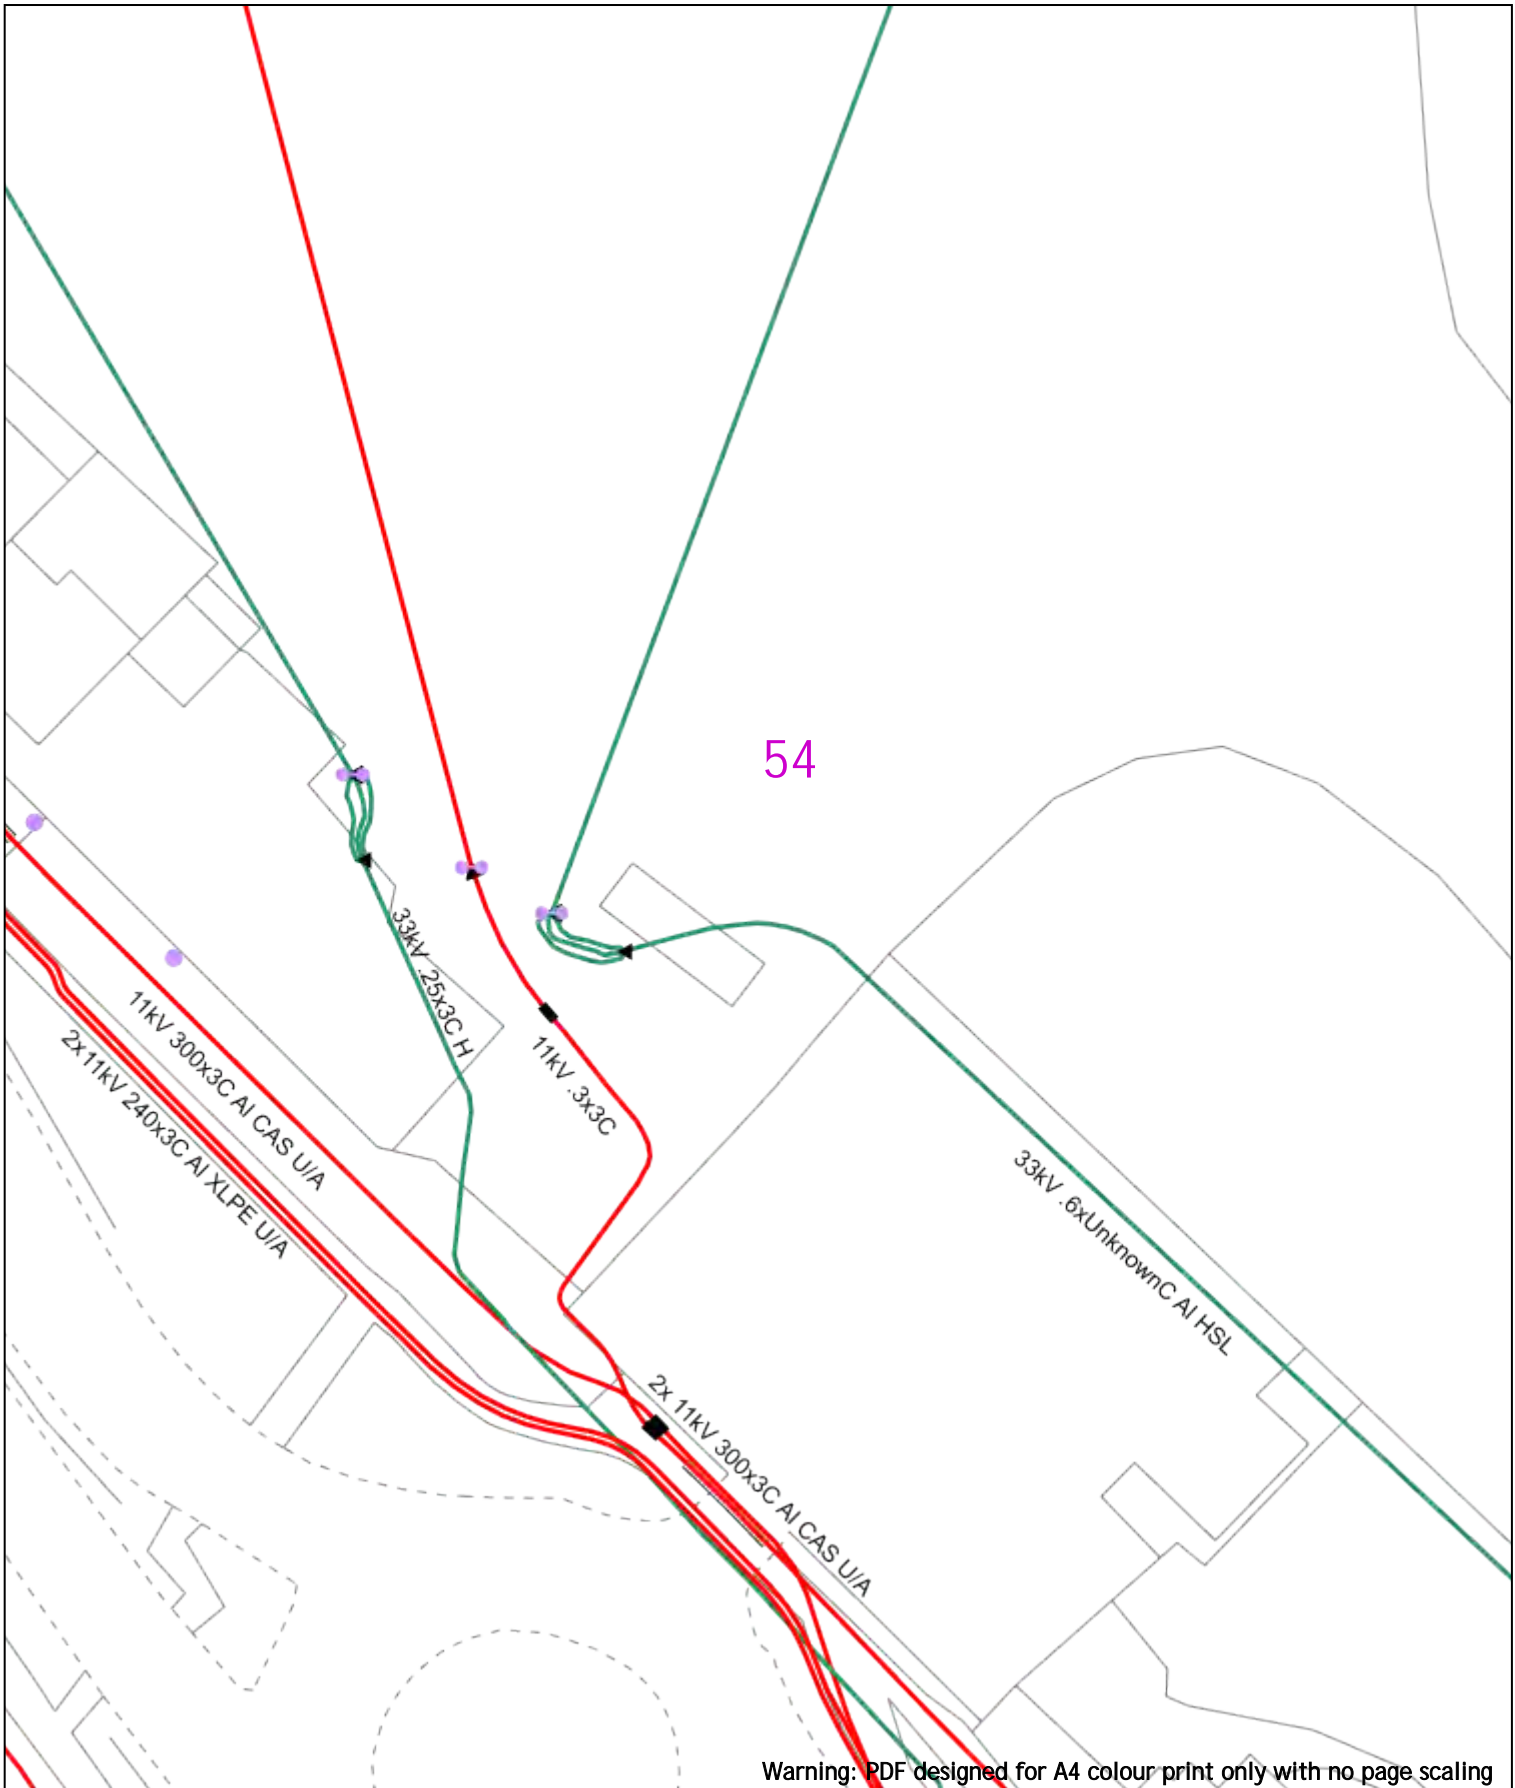 54
33kV .25x3C H
11kV .3x3C
11kV 300x3C Al CAS U/A
2x11kV 240x3C Al XLPE U/A
33kV .6xUnknownC Al HSL
2x 11kV 300x3C Al CAS U/A
Warning: PDF designed for A4 colour print only with no page scaling